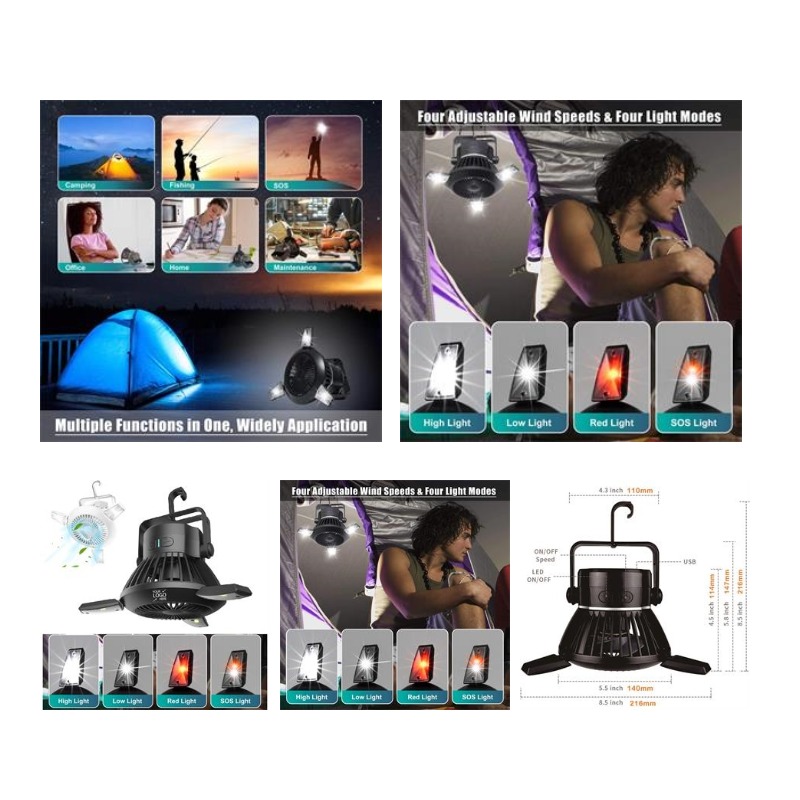 Camping
Fishing
SOS
Office
Home
Maintenance
Multiple Functions in One, Widely Application
Four Adjustable Wind Speeds & Four Light Modes
High Light
Low Light
Red Light
SOS Light
YOUR
LOGO
HERE
High Light
Low Light
Red Light
SOS Light
Four Adjustable Wind Speeds & Four Light Modes
High Light
Low Light
Red Light
SOS Light
4.3 inch 110mm
ON/OFF
Speed
USB
LED
ON/OFF
4.5 inch 114mm
5.8 inch 147mm
8.5 inch 216mm
5.5 inch 140mm
8.5 inch 216mm